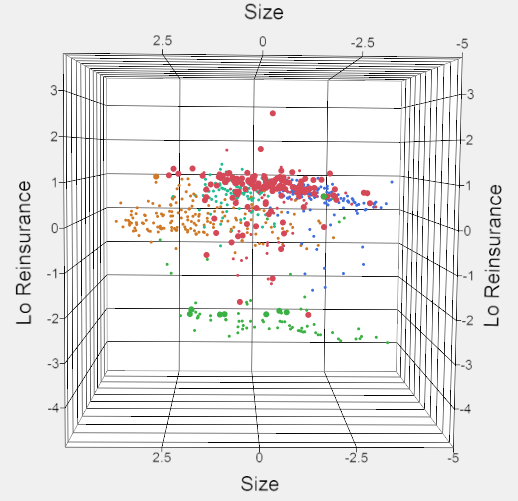 Size
2.5 0 -2.5 -5
3 3
2 2
1 1
0 0
-1 -1
-2 -2
-3 -3
-4 -4
Lo Reinsurance
Lo Reinsurance
2.5 0 -2.5 -5
Size